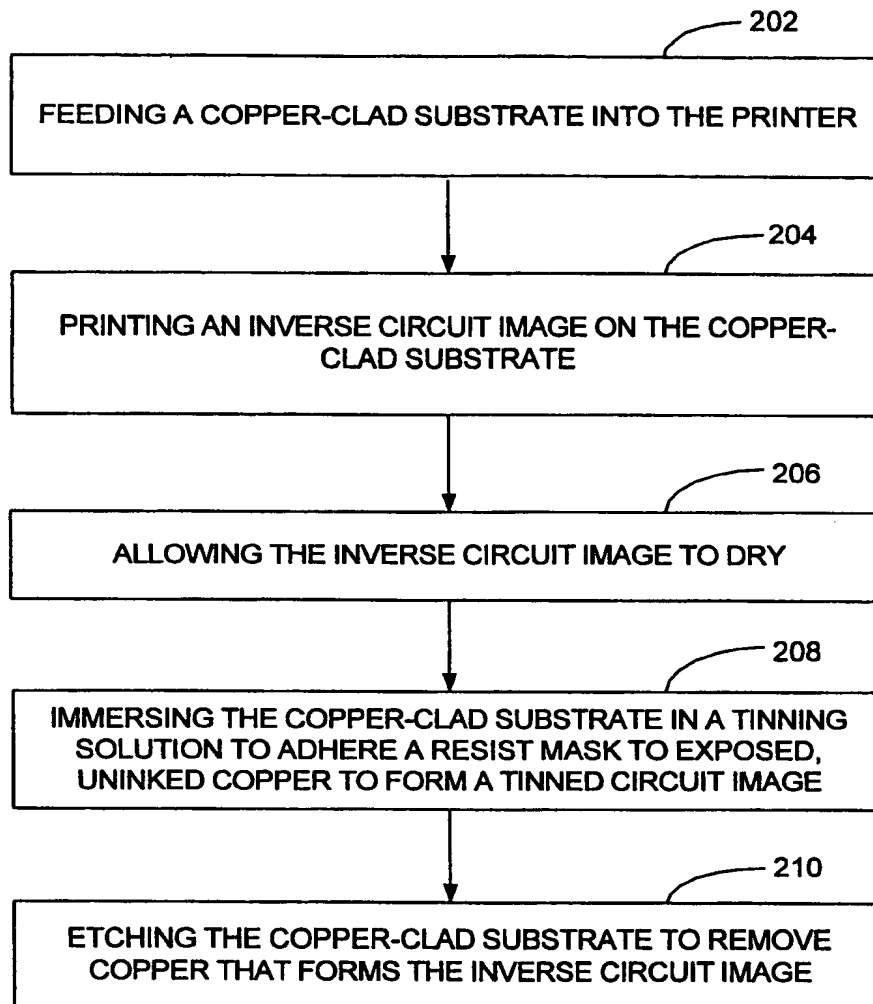 202
FEEDING A COPPER-CLAD SUBSTRATE INTO THE PRINTER
204
PRINTING AN INVERSE CIRCUIT IMAGE ON THE COPPER-
CLAD SUBSTRATE
206
ALLOWING THE INVERSE CIRCUIT IMAGE TO DRY
208
IMMERSING THE COPPER-CLAD SUBSTRATE IN A TINNING
SOLUTION TO ADHERE A RESIST MASK TO EXPOSED,
UNINKED COPPER TO FORM A TINNED CIRCUIT IMAGE
210
ETCHING THE COPPER-CLAD SUBSTRATE TO REMOVE
COPPER THAT FORMS THE INVERSE CIRCUIT IMAGE